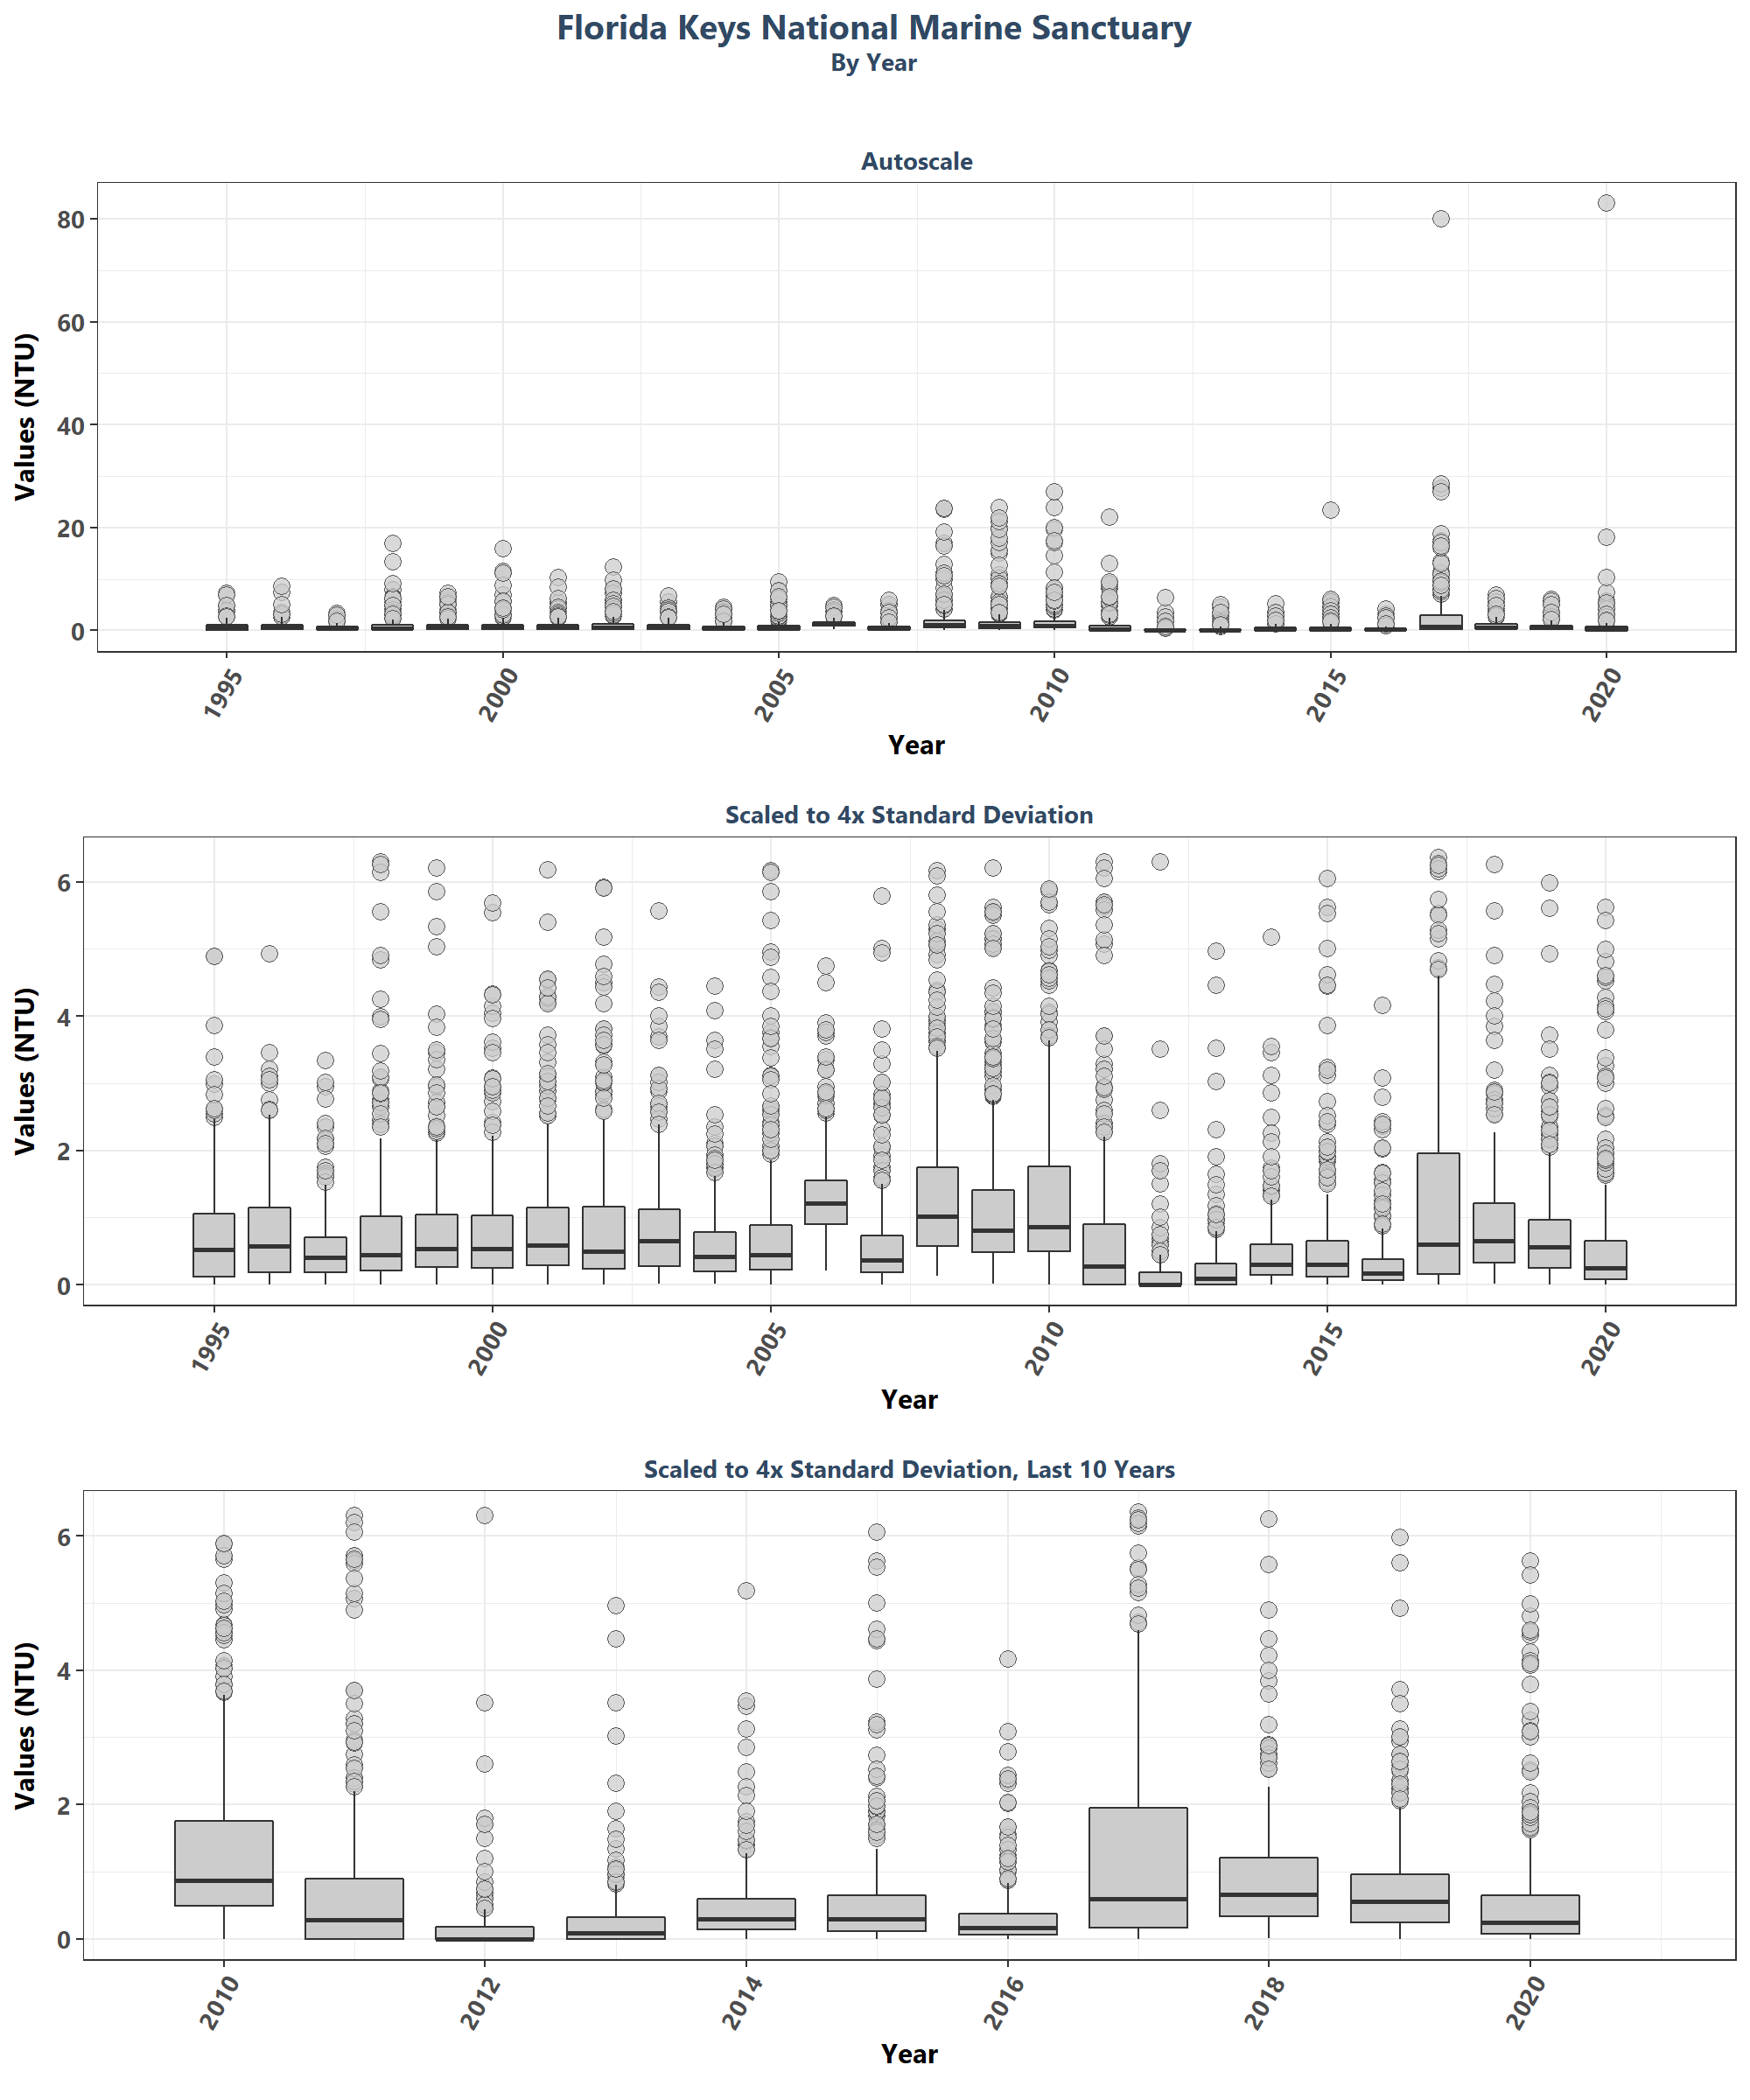 Florida Keys National Marine Sanctuary
By Year
Autoscale
Values (NTU)
80
60
40
20
0
1995 2000 2005 2010 2015 2020
Year
Scaled to 4x Standard Deviation
Values (NTU)
6
4
2
0
1995 2000 2005 2010 2015 2020
Year
Scaled to 4x Standard Deviation, Last 10 Years
Values (NTU)
6
4
2
0
2010 2012 2014 2016 2018 2020
Year